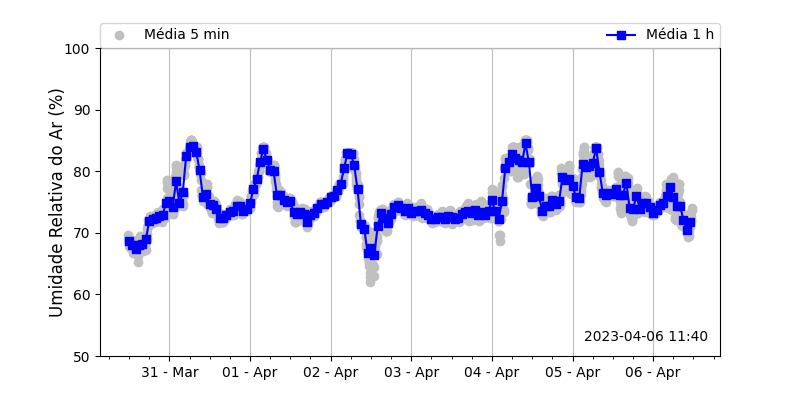 Média 5 min
Média 1 h
Umidade Relativa do Ar (%)
100
90
80
70
60
50
2023-04-06 11:40
31 - Mar
01 - Apr
02 - Apr
03 - Apr
04 - Apr
05 - Apr
06 - Apr